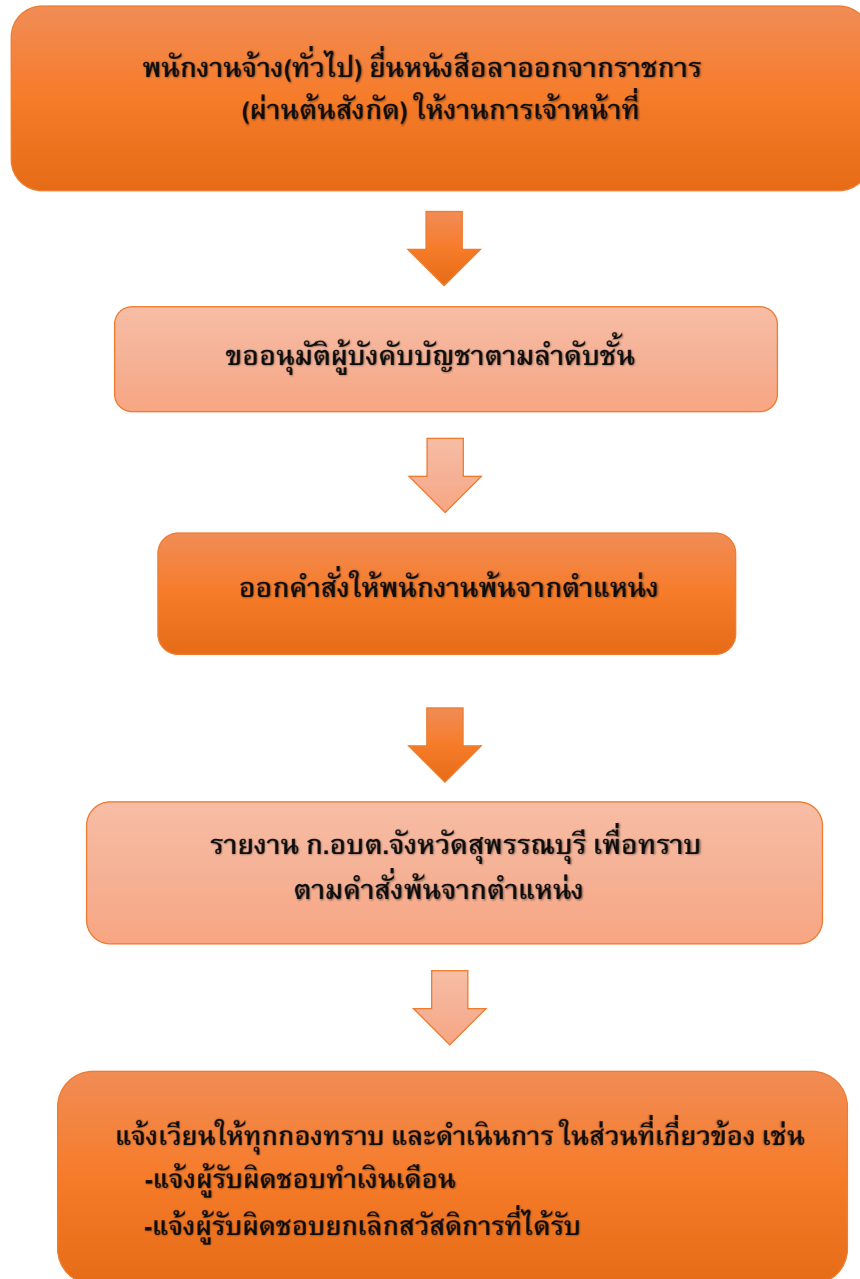 พนักงานจ้าง(ทั่วไป) ยื่นหนังสือลาออกจากราชการ
(ผ่านต้นสังกัด) ให้งานการเจ้าหน้าที่
ขออนุมัติผู้บังคับบัญชาตามลำดับชั้น
ออกคำสั่งให้พนักงานพ้นจากตำแหน่ง
รายงาน ก.อบต.จังหวัดสุพรรณบุรี เพื่อทราบ
ตามคำสั่งพ้นจากตำแหน่ง
แจ้งเวียนให้ทุกกองทราบ และดำเนินการ ในส่วนที่เกี่ยวข้อง เช่น
-แจ้งผู้รับผิดชอบทำเงินเดือน
-แจ้งผู้รับผิดชอบยกเลิกสวัสดิการที่ได้รับ